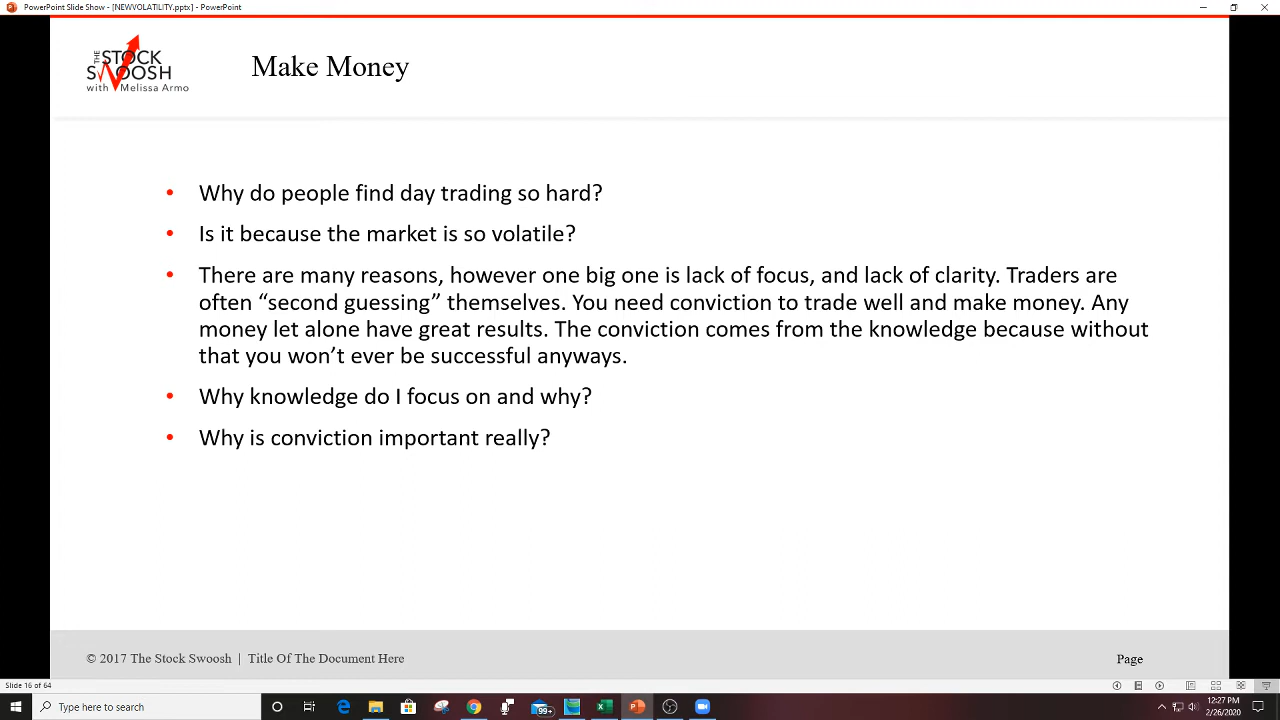 PowerPoint Slide Show - [NEWVOLATILITY.pptx] - PowerPoint
THE STOCK
SWOOSH
with Melissa Armo
Make Money
• Why do people find day trading so hard?
• Is it because the market is so volatile?
• There are many reasons, however one big one is lack of focus, and lack of clarity. Traders are
often “second guessing” themselves. You need conviction to trade well and make money. Any
money let alone have great results. The conviction comes from the knowledge because without
that you won’t ever be successful anyways.
• Why knowledge do I focus on and why?
• Why is conviction important really?
© 2017 The Stock Swoosh | Title Of The Document Here
Page
Slide 16 of 64
Type here to search
99+
12:27 PM
2/26/2020